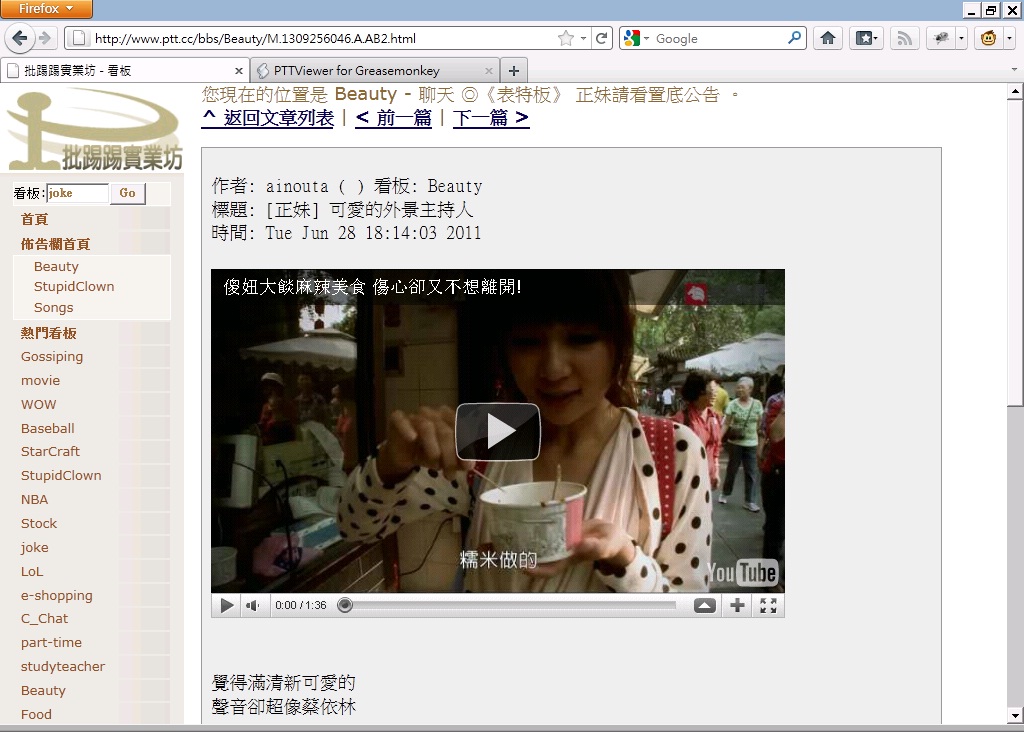 Firefox
http://www.ptt.cc/bbs/Beauty/M.1309256046.A.AB2.html
Google
批踢踢實業坊 - 看板
PTTViewer for Greasemonkey
批踢踢實業坊
看板:joke Go
首頁
佈告欄首頁
Beauty
StupidClown
Songs
熱門看板
Gossiping
movie
WOW
Baseball
StarCraft
StupidClown
NBA
Stock
joke
LoL
e-shopping
C_Chat
part-time
studyteacher
Beauty
Food
您現在的位置是 Beauty - 聊天 ◎《表特板》 正妹請看置底公告 。
^ 返回文章列表 | < 前一篇 | 下一篇 >
作者: ainouta ( ) 看板: Beauty
標題: [正妹] 可愛的外景主持人
時間: Tue Jun 28 18:14:03 2011
傻妞大啖麻辣美食 傷心卻又不想離開!
糯米做的
YouTube
0:00 / 1:36
覺得滿清新可愛的
聲音卻超像蔡依林